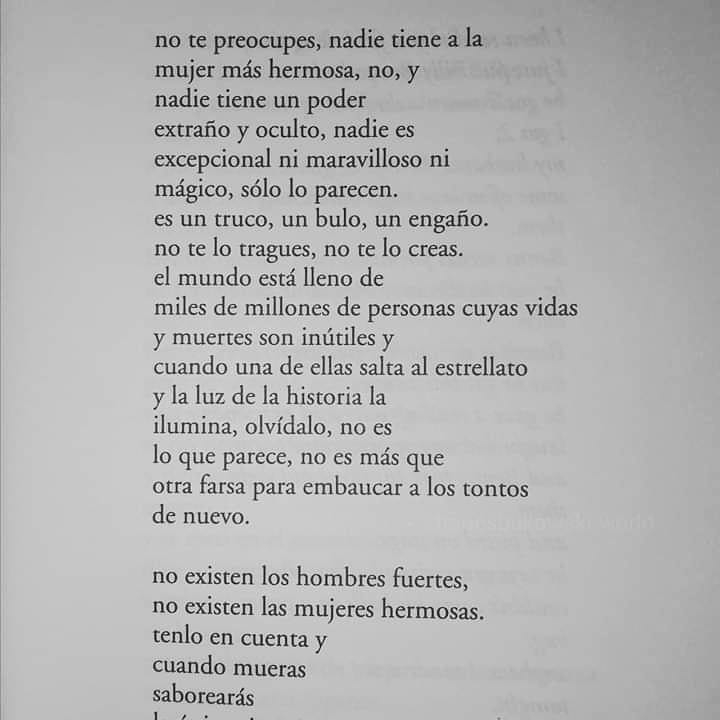 no te preocupes, nadie tiene a la
mujer más hermosa, no, y
nadie tiene un poder
extraño y oculto, nadie es
excepcional ni maravilloso ni
mágico, sólo lo parecen.
es un truco, un bulo, un engaño.
no te lo tragues, no te lo creas.
el mundo está lleno de
miles de millones de personas cuyas vidas
y muertes son inútiles y
cuando una de ellas salta al estrellato
y la luz de la historia la
ilumina, olvídalo, no es
lo que parece, no es más que
otra farsa para embaucar a los tontos
de nuevo.
no existen los hombres fuertes,
no existen las mujeres hermosas.
tenlo en cuenta y
cuando mueras
saborearás